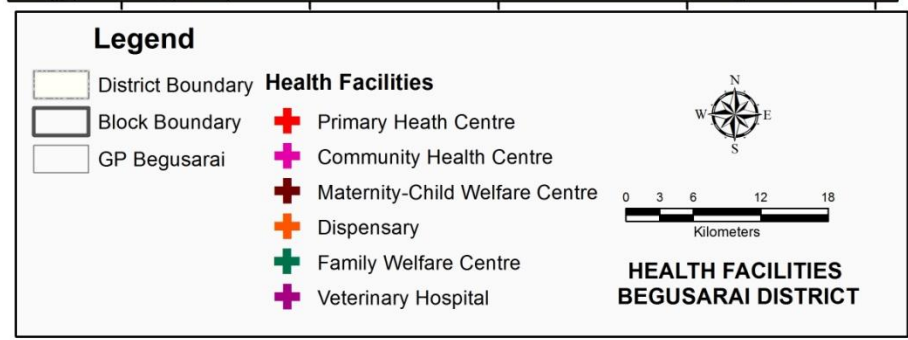 Legend
District Boundary
Block Boundary
GP Begusarai
Health Facilities
Primary Heath Centre
Community Health Centre
Maternity-Child Welfare Centre
Dispensary
Family Welfare Centre
Veterinary Hospital
N
W E
S
0 3 6 12 18
Kilometers
HEALTH FACILITIES
BEGUSARAI DISTRICT